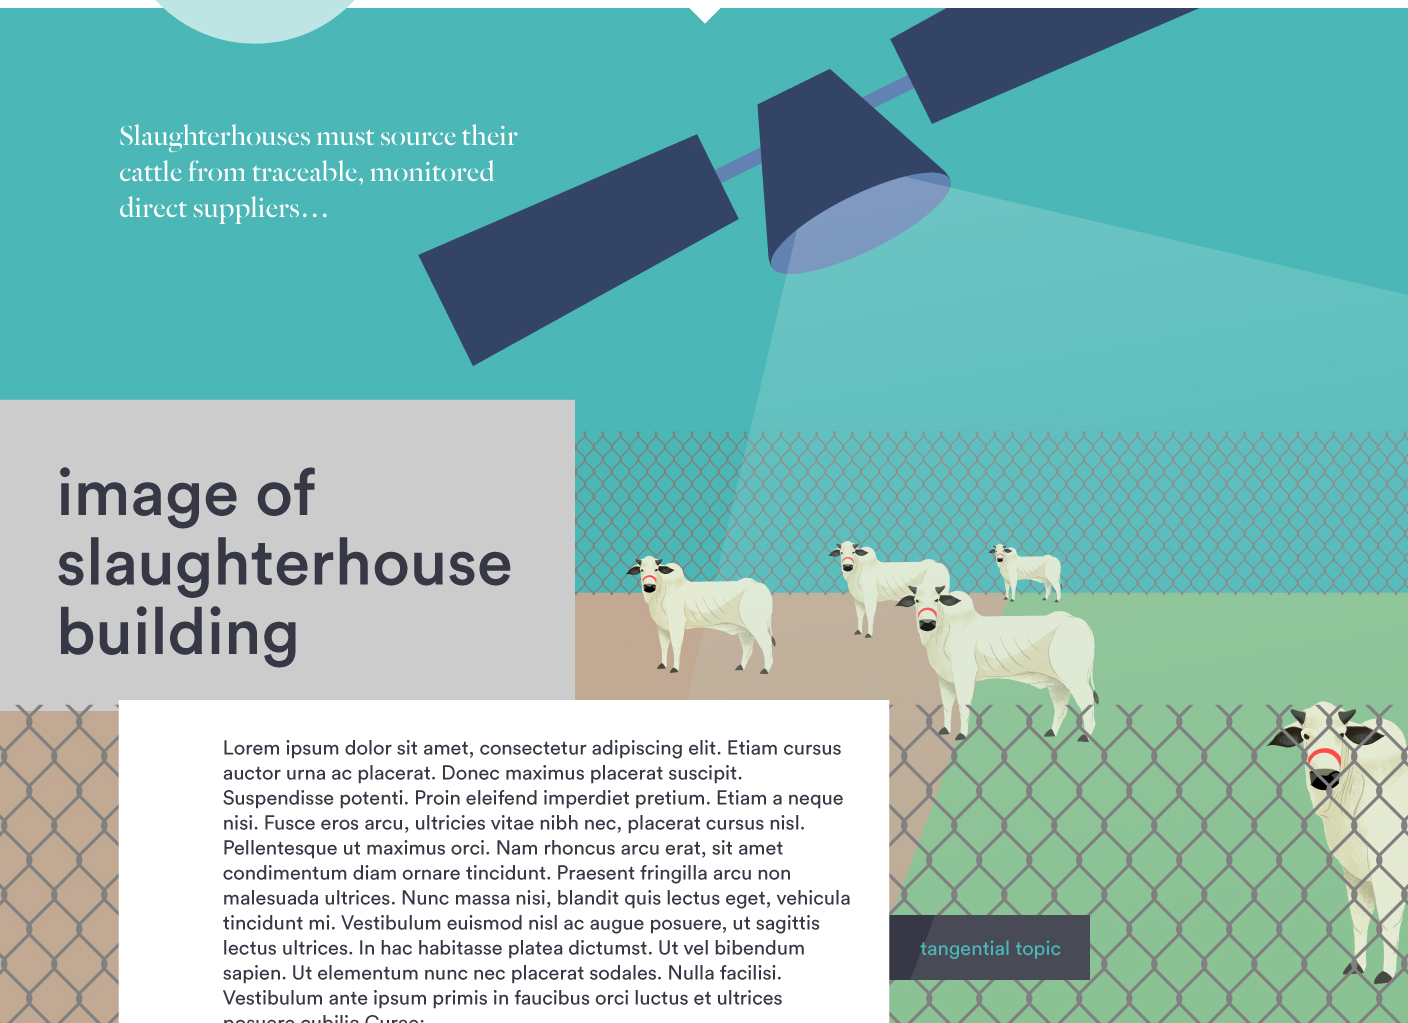 Slaughterhouses must source their
cattle from traceable, monitored
direct suppliers…
image of
slaughterhouse
building
Lorem ipsum dolor sit amet, consectetur adipiscing elit. Etiam cursus
auctor urna ac placerat. Donec maximus placerat suscipit.
Suspendisse potenti. Proin eleifend imperdiet pretium. Etiam a neque
nisi. Fusce eros arcu, ultricies vitae nibh nec, placerat cursus nisl.
Pellentesque ut maximus orci. Nam rhoncus arcu erat, sit amet
condimentum diam ornare tincidunt. Praesent fringilla arcu non
malesuada ultrices. Nunc massa nisi, blandit quis lectus eget, vehicula
tincidunt mi. Vestibulum euismod nisl ac augue posuere, ut sagittis
lectus ultrices. In hac habitasse platea dictumst. Ut vel bibendum
sapien. Ut elementum nunc nec placerat sodales. Nulla facilisi.
Vestibulum ante ipsum primis in faucibus orci luctus et ultrices
posuere cubilia Curae;
tangential topic